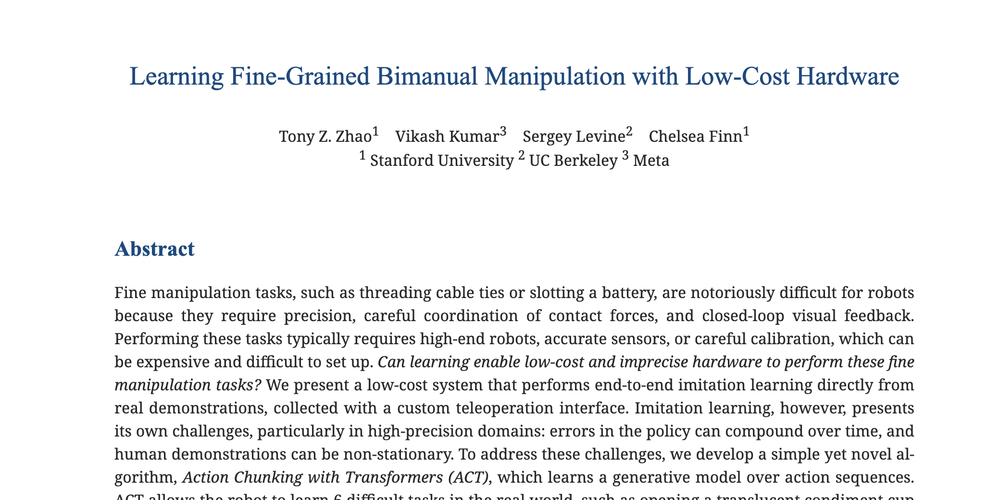 Learning Fine-Grained Bimanual Manipulation with Low-Cost Hardware
Tony Z. Zhao1 Vikash Kumar3 Sergey Levine2 Chelsea Finn1
1 Stanford University 2 UC Berkeley 3 Meta
Abstract
Fine manipulation tasks, such as threading cable ties or slotting a battery, are notoriously difficult for robots
because they require precision, careful coordination of contact forces, and closed-loop visual feedback.
Performing these tasks typically requires high-end robots, accurate sensors, or careful calibration, which can
be expensive and difficult to set up. Can learning enable low-cost and imprecise hardware to perform these fine
manipulation tasks? We present a low-cost system that performs end-to-end imitation learning directly from
real demonstrations, collected with a custom teleoperation interface. Imitation learning, however, presents
its own challenges, particularly in high-precision domains: errors in the policy can compound over time, and
human demonstrations can be non-stationary. To address these challenges, we develop a simple yet novel al-
gorithm, Action Chunking with Transformers (ACT), which learns a generative model over action sequences.
ACT allows the robot to learn 6 difficult tasks in the real world, such as opening a translucent condiment cup